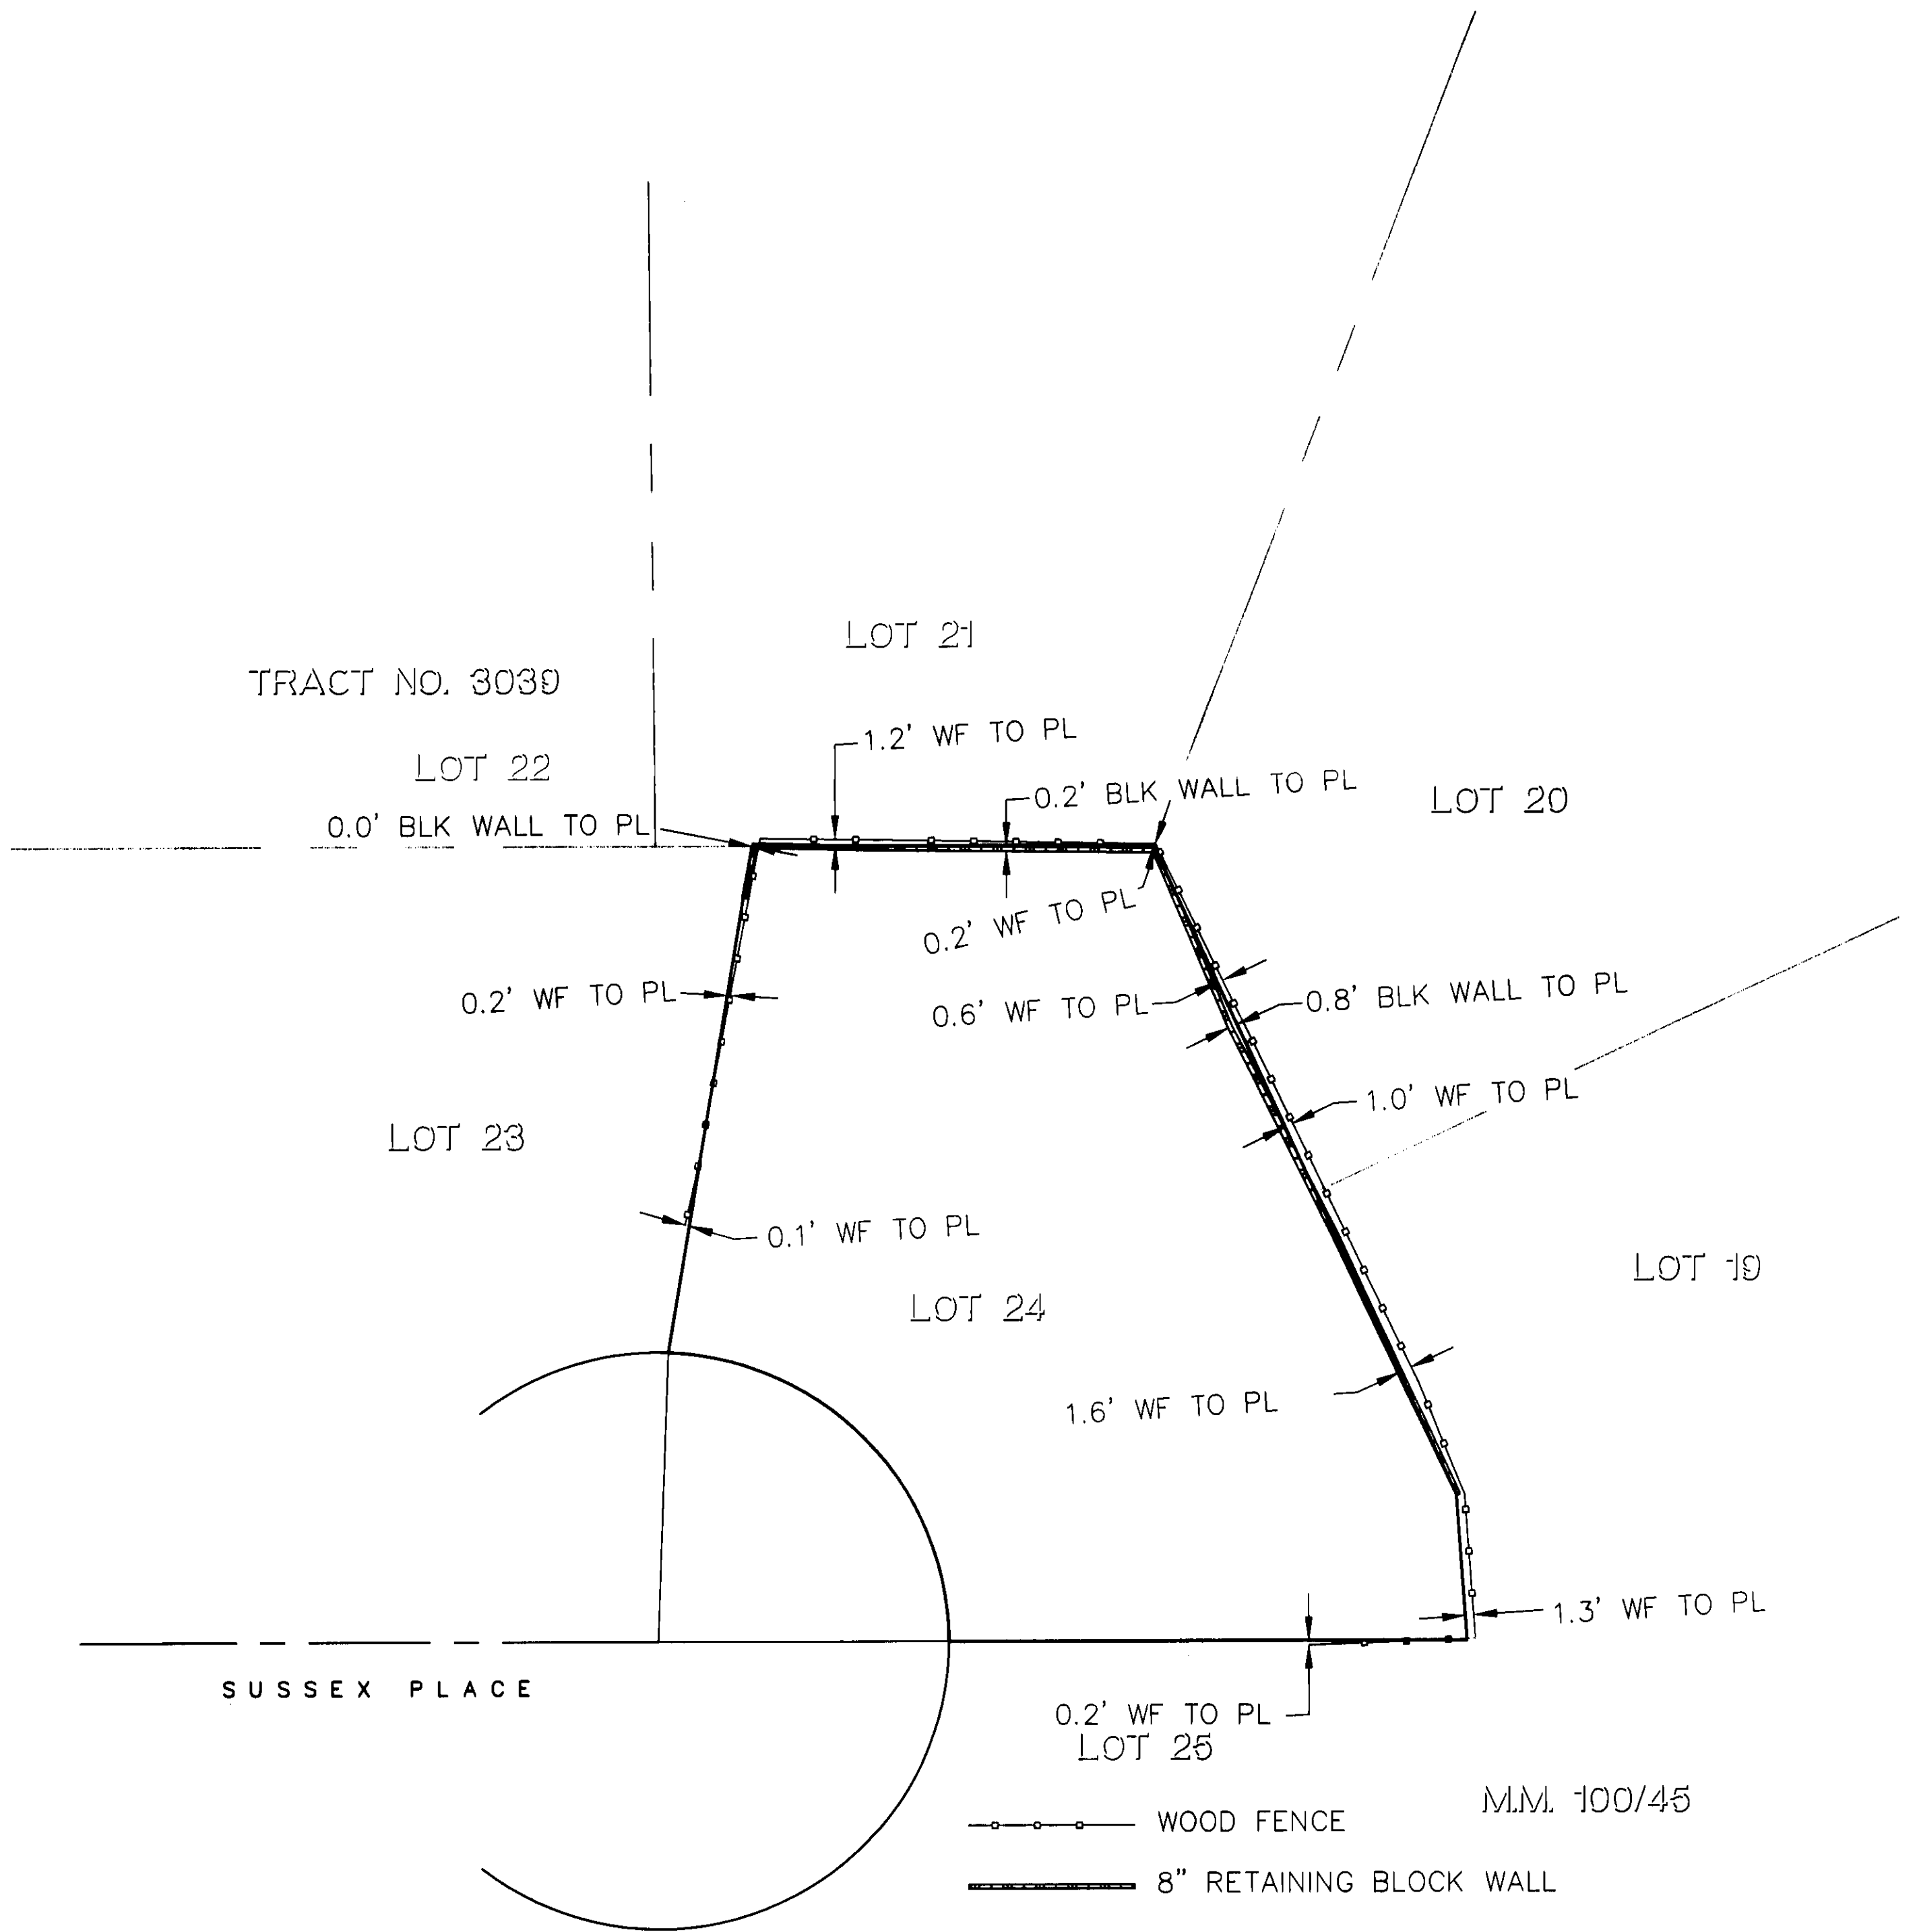 LOT 21
TRACT NO. 3039
1.2' WF TO PL
LOT 22
0.2' BLK WALL TO PL
LOT 20
0.0' BLK WALL TO PL
0.2' WF TO PL
0.2' WF TO PL
0.6' WF TO PL
0.8' BLK WALL TO PL
1.0' WF TO PL
LOT 23
0.1' WF TO PL
LOT 19
LOT 24
1.6' WF TO PL
1.3' WF TO PL
SUSSEX PLACE
0.2' WF TO PL
LOT 25
M.M. 100/45
WOOD FENCE
8" RETAINING BLOCK WALL